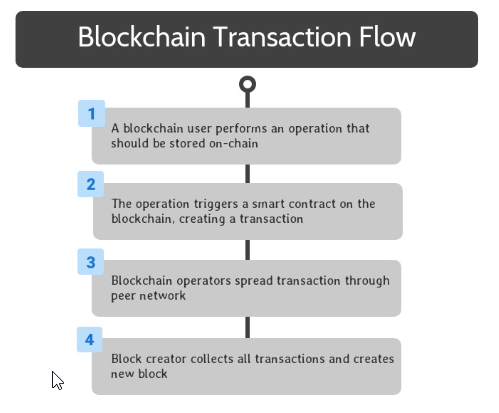 Blockchain Transaction Flow
1
A blockchain user performs an operation that
should be stored on-chain
2
The operation triggers a smart contract on the
blockchain, creating a transaction
3
Blockchain operators spread transaction through
peer network
4
Block creator collects all transactions and creates
new block